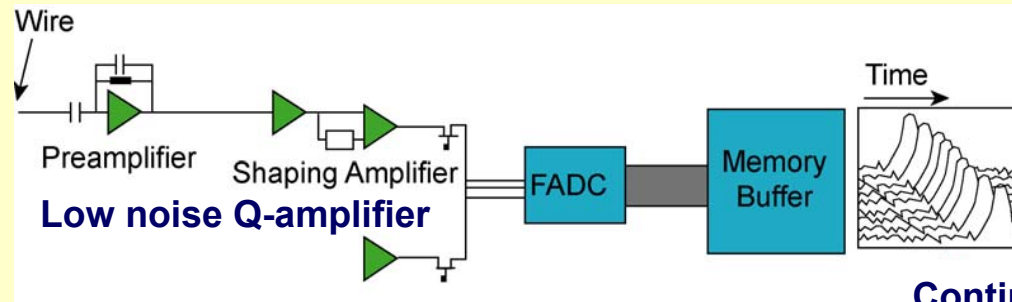 Wire
Time
Preamplifier
Shaping Amplifier
Low noise Q-amplifier
FADC
Memory
Buffer